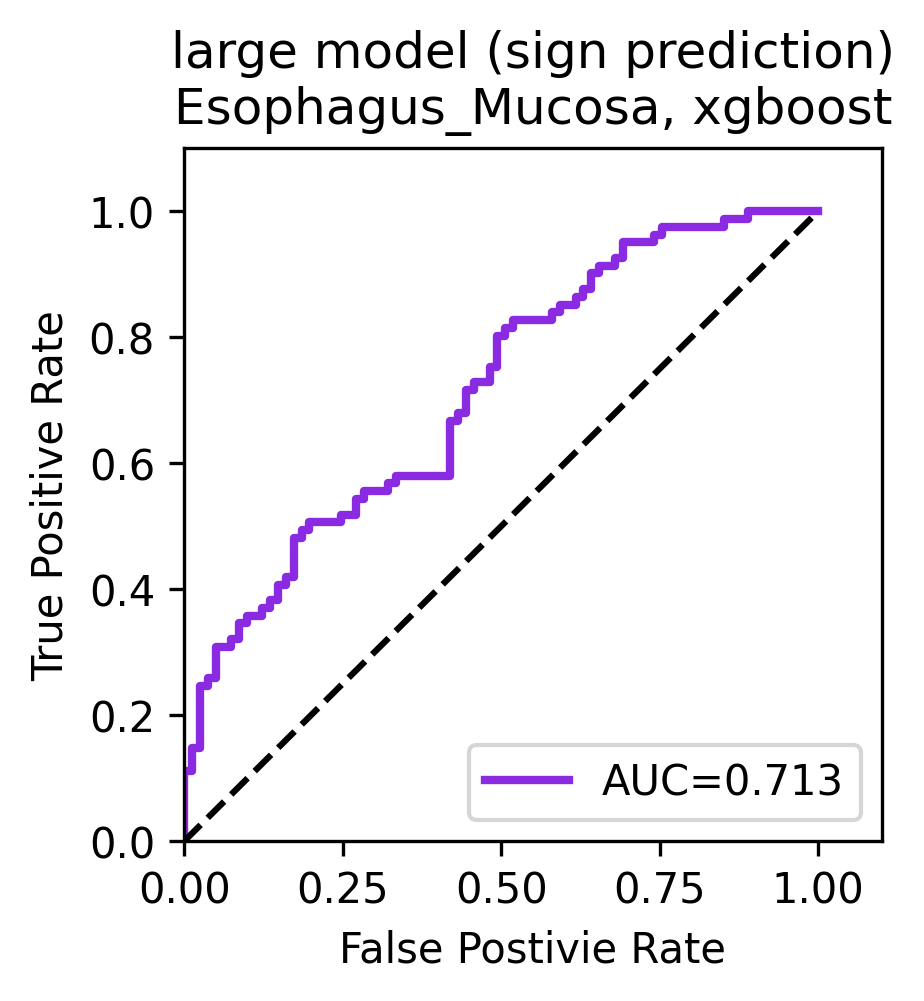 large model (sign prediction)
Esophagus_Mucosa, xgboost
1.0
0.8
0.6
0.4
0.2
0.0
True Positive Rate
AUC=0.713
0.00 0.25 0.50 0.75 1.00
False Postivie Rate